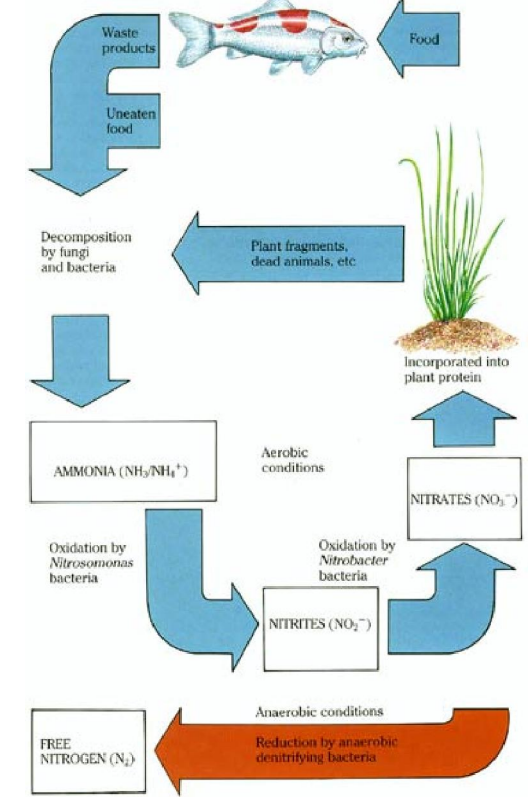 Waste
products
Food
Uneaten
food
Decomposition
by fungi
and bacteria
Plant fragments,
dead animals, etc
Incorporated into
plant protein
AMMONIA (NH₃/NH₄⁺)
Aerobic
conditions
NITRATES (NO₃⁻)
Oxidation by
Nitrosomonas
bacteria
Oxidation by
Nitrobacter
bacteria
NITRITES (NO₂⁻)
Anaerobic conditions
FREE
NITROGEN (N₂)
Reduction by anaerobic
denitrifying bacteria